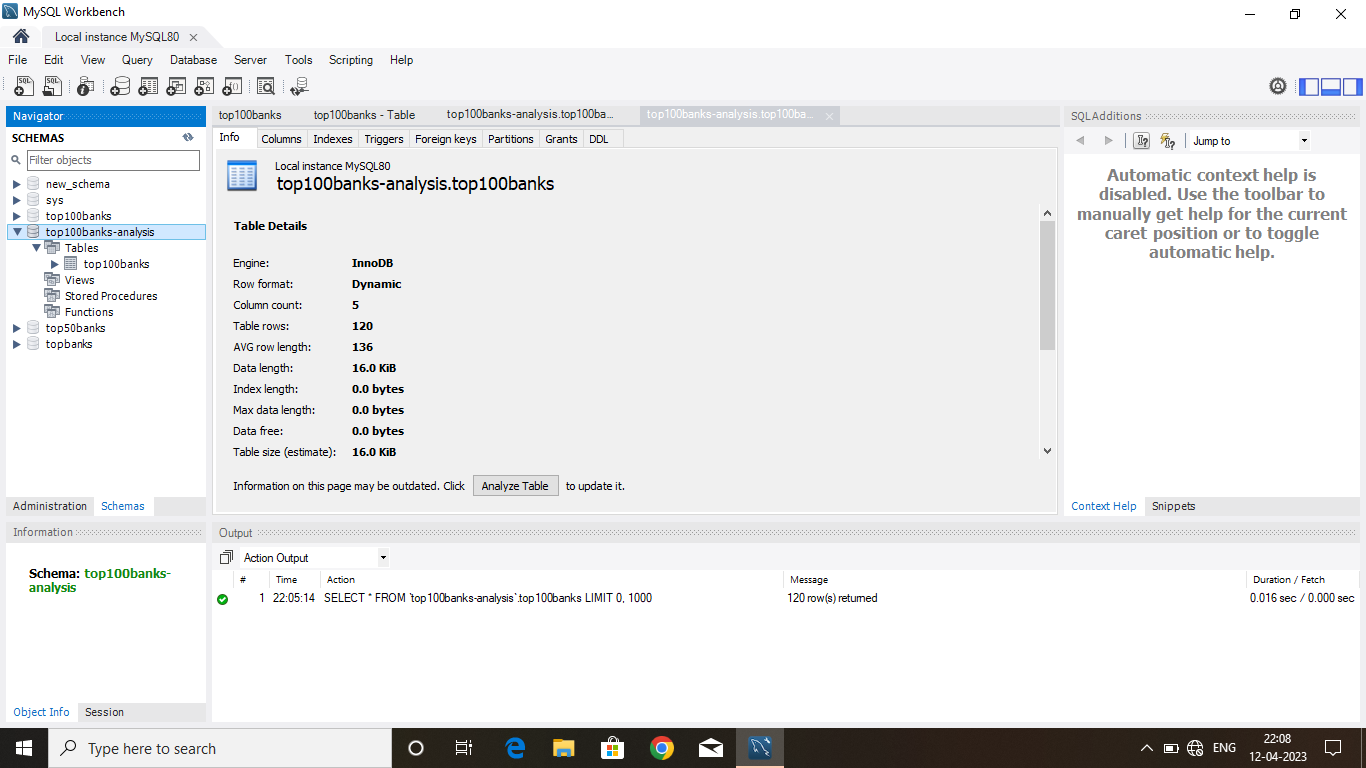 MySQL Workbench
Local instance MySQL80
File Edit View Query Database Server Tools Scripting Help
Navigator
SCHEMAS
Filter objects
new_schema
sys
top100banks
top100banks-analysis
Tables
top100banks
Views
Stored Procedures
Functions
top50banks
topbanks
Administration Schemas
Information
Schema: top100banks-
analysis
Object Info Session
top100banks top100banks - Table top100banks-analysis.top100ba... top100banks-analysis.top100ba...
Info Columns Indexes Triggers Foreign keys Partitions Grants DDL
Local instance MySQL80
top100banks-analysis.top100banks
Table Details
Engine: InnoDB
Row format: Dynamic
Column count: 5
Table rows: 120
AVG row length: 136
Data length: 16.0 KiB
Index length: 0.0 bytes
Max data length: 0.0 bytes
Data free: 0.0 bytes
Table size (estimate): 16.0 KiB
Information on this page may be outdated. Click Analyze Table to update it.
SQLAdditions
Jump to
Automatic context help is
disabled. Use the toolbar to
manually get help for the current
caret position or to toggle
automatic help.
Context Help Snippets
Output
Action Output
# Time Action Message Duration / Fetch
1 22:05:14 SELECT * FROM `top100banks-analysis`.top100banks LIMIT 0, 1000 120 row(s) returned 0.016 sec / 0.000 sec
Type here to search
ENG
22:08
12-04-2023